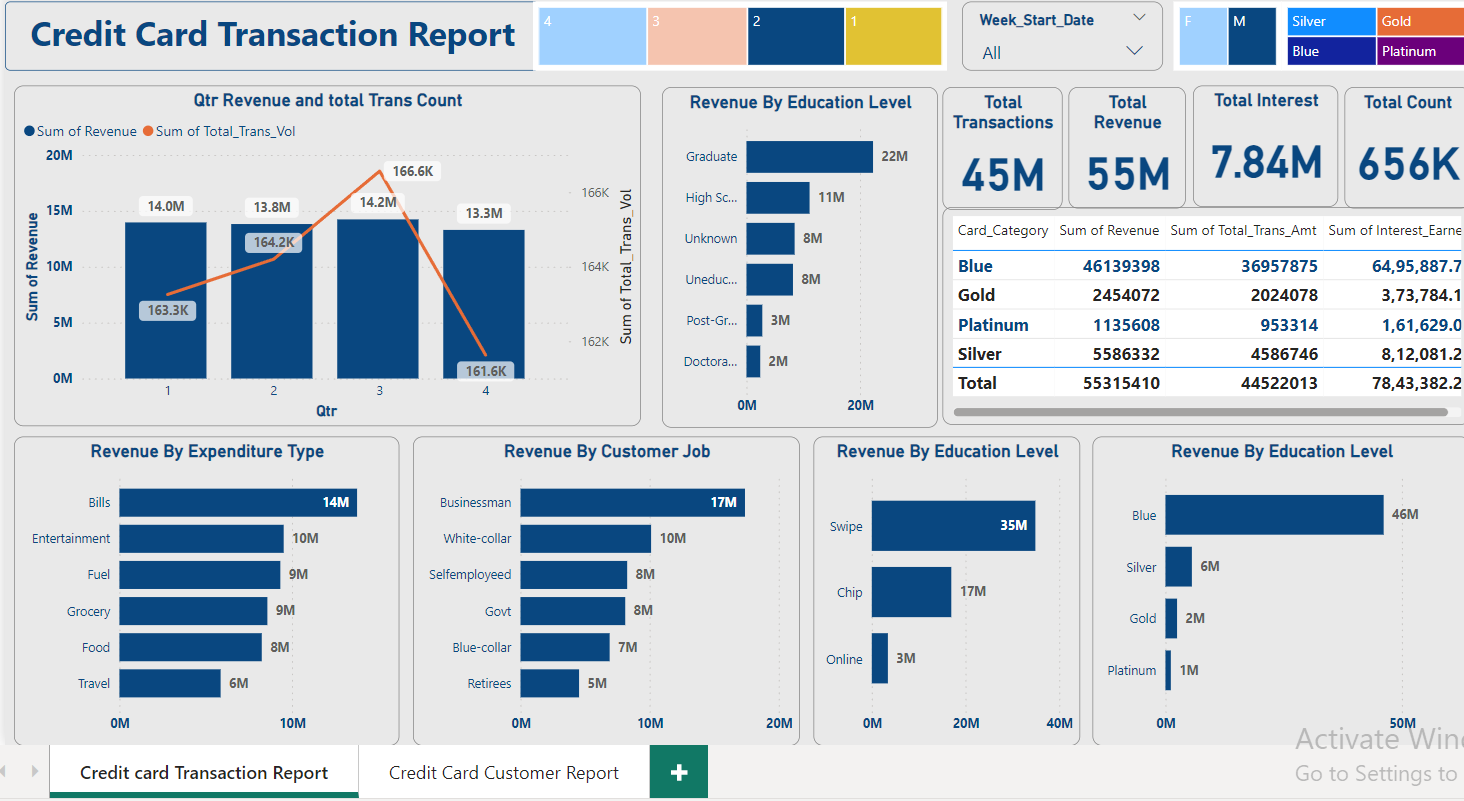 Credit Card Transaction Report
4
3
2
1
Week_Start_Date
All
F
M
Silver
Gold
Blue
Platinum
Qtr Revenue and total Trans Count
Sum of Revenue
Sum of Total_Trans_Vol
20M
15M
10M
5M
0M
Sum of Revenue
14.0M
13.8M
14.2M
13.3M
163.3K
164.2K
166.6K
161.6K
166K
164K
162K
Sum of Total_Trans_Vol
1
2
3
4
Qtr
Revenue By Education Level
Graduate
22M
High Sc...
11M
Unknown
8M
Uneduc...
8M
Post-Gr...
3M
Doctora...
2M
0M
20M
Total
Transactions
45M
Total
Revenue
55M
Total Interest
7.84M
Total Count
656K
Card_Category Sum of Revenue Sum of Total_Trans_Amt Sum of Interest_Earne
Blue 46139398 36957875 64,95,887.7
Gold 2454072 2024078 3,73,784.1
Platinum 1135608 953314 1,61,629.0
Silver 5586332 4586746 8,12,081.2
Total 55315410 44522013 78,43,382.2
Revenue By Expenditure Type
Bills
14M
Entertainment
10M
Fuel
9M
Grocery
9M
Food
8M
Travel
6M
0M
10M
Revenue By Customer Job
Businessman
17M
White-collar
10M
Selfemployeed
8M
Govt
8M
Blue-collar
7M
Retirees
5M
0M
10M
20M
Revenue By Education Level
Swipe
35M
Chip
17M
Online
3M
0M
20M
40M
Revenue By Education Level
Blue
46M
Silver
6M
Gold
2M
Platinum
1M
0M
50M
Activate Win
Go to Settings to
Credit card Transaction Report
Credit Card Customer Report
+